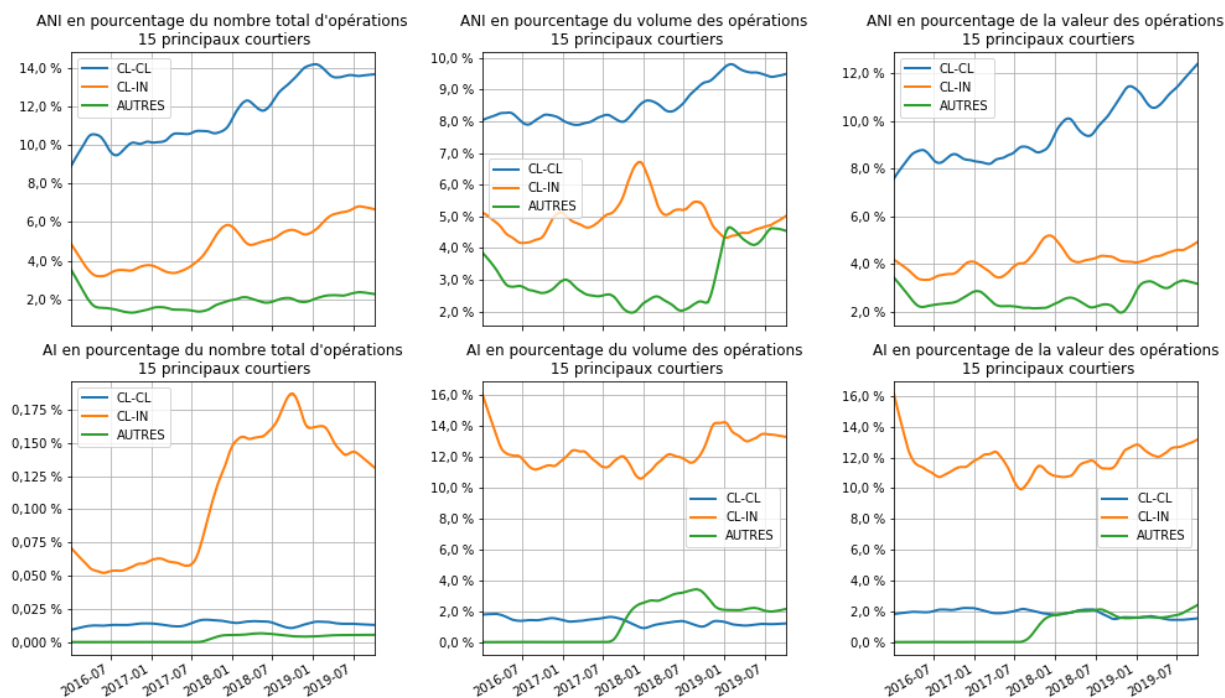 ANI en pourcentage du nombre total d'opérations
15 principaux courtiers
14,0 %
12,0 %
10,0 %
8,0 %
6,0 %
4,0 %
2,0 %
CL-CL
CL-IN
AUTRES
ANI en pourcentage du volume des opérations
15 principaux courtiers
10,0 %
9,0 %
8,0 %
7,0 %
6,0 %
5,0 %
4,0 %
3,0 %
2,0 %
CL-CL
CL-IN
AUTRES
ANI en pourcentage de la valeur des opérations
15 principaux courtiers
12,0 %
10,0 %
8,0 %
6,0 %
4,0 %
2,0 %
CL-CL
CL-IN
AUTRES
AI en pourcentage du nombre total d'opérations
15 principaux courtiers
0,175 %
0,150 %
0,125 %
0,100 %
0,075 %
0,050 %
0,025 %
0,000 %
CL-CL
CL-IN
AUTRES
2016-07
2017-01
2017-07
2018-01
2018-07
2019-01
2019-07
AI en pourcentage du volume des opérations
15 principaux courtiers
16,0 %
14,0 %
12,0 %
10,0 %
8,0 %
6,0 %
4,0 %
2,0 %
0,0 %
CL-CL
CL-IN
AUTRES
2016-07
2017-01
2017-07
2018-01
2018-07
2019-01
2019-07
AI en pourcentage de la valeur des opérations
15 principaux courtiers
16,0 %
14,0 %
12,0 %
10,0 %
8,0 %
6,0 %
4,0 %
2,0 %
0,0 %
CL-CL
CL-IN
AUTRES
2016-07
2017-01
2017-07
2018-01
2018-07
2019-01
2019-07